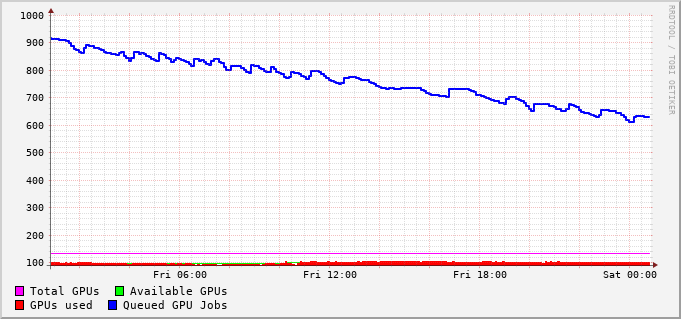 1000
900
800
700
600
500
400
300
200
100
Fri 06:00 Fri 12:00 Fri 18:00 Sat 00:00
Total GPUs Available GPUs
GPUs used Queued GPU Jobs
RRDTOOL / TOBI OETIKER